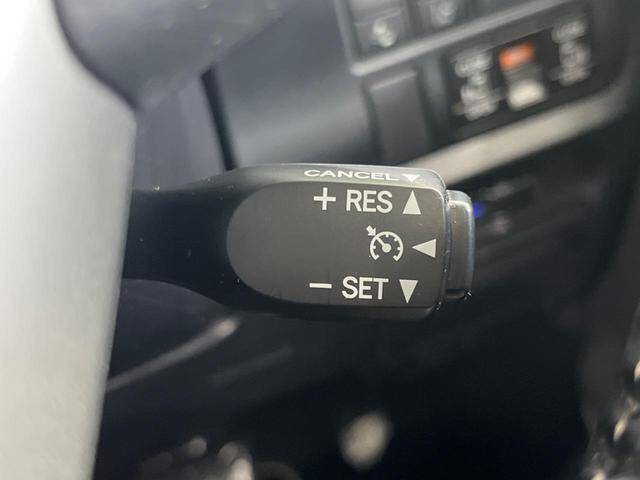 CANCEL ▼
+ RES ▲
◀
− SET ▼